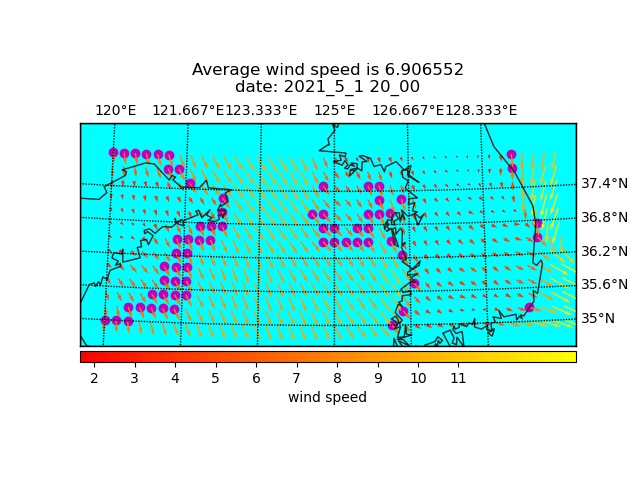 Average wind speed is 6.906552
date: 2021_5_1 20_00
120°E 121.667°E 123.333°E 125°E 126.667°E 128.333°E
37.4°N
36.8°N
36.2°N
35.6°N
35°N
2 3 4 5 6 7 8 9 10 11
wind speed